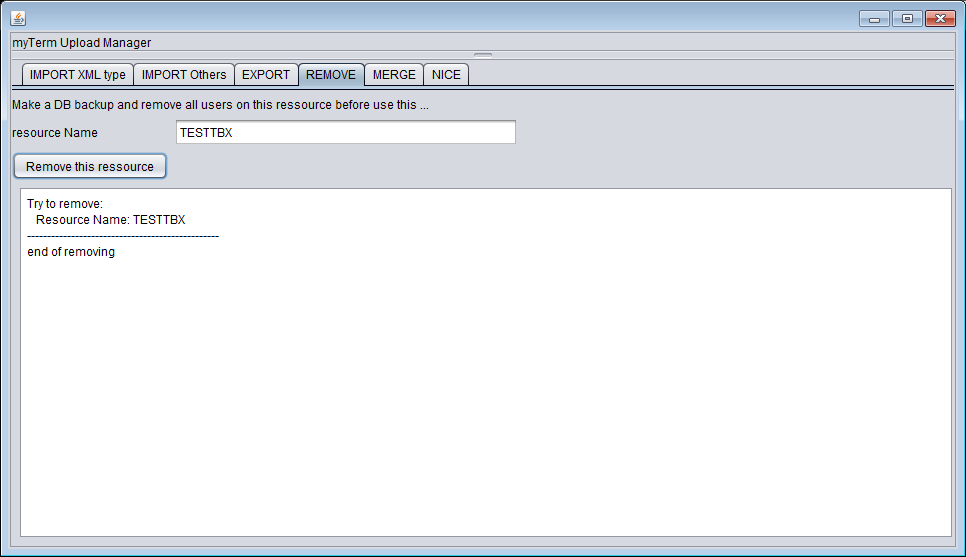 myTerm Upload Manager
IMPORT XML type IMPORT Others EXPORT REMOVE MERGE NICE
Make a DB backup and remove all users on this ressource before use this ...
resource Name TESTTBX
Remove this ressource
Try to remove:
Resource Name: TESTTBX
------------------------------------------------
end of removing